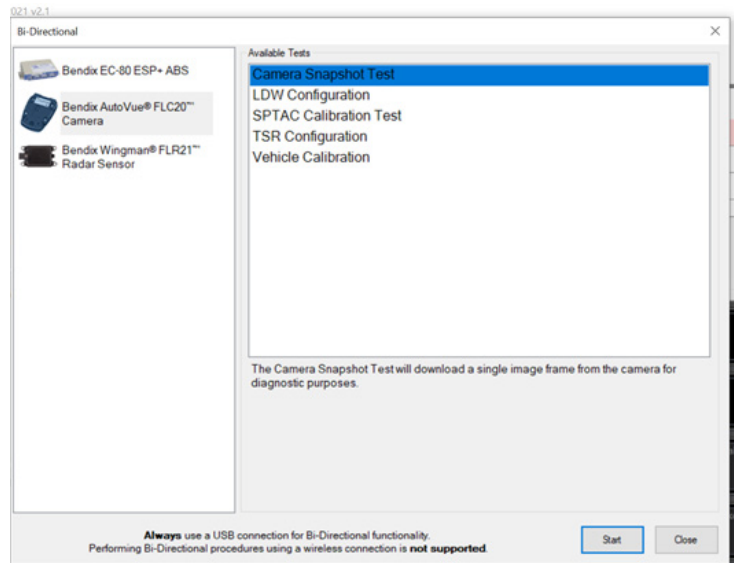 021 v2.1
Bi-Directional
Bendix EC-80 ESP+ ABS
Bendix AutoVue® FLC20™
Camera
Bendix Wingman® FLR21™
Radar Sensor
Available Tests
Camera Snapshot Test
LDW Configuration
SPTAC Calibration Test
TSR Configuration
Vehicle Calibration
The Camera Snapshot Test will download a single image frame from the camera for
diagnostic purposes.
Always use a USB connection for Bi-Directional functionality.
Performing Bi-Directional procedures using a wireless connection is not supported.
Start
Close